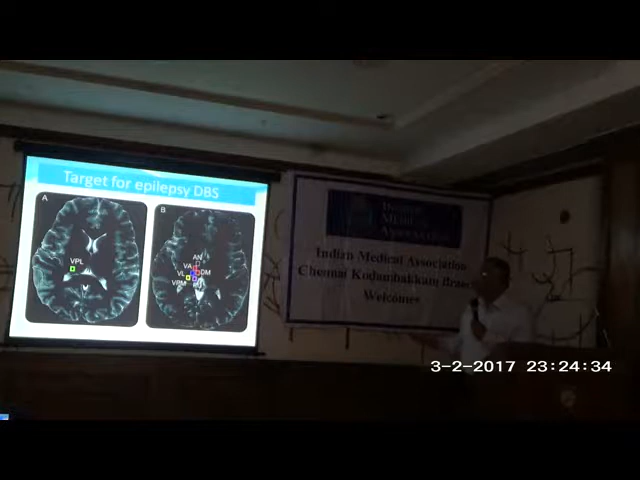 Target for epilepsy DBS
A
VPL
B
AN
VA
VL
DM
VPM
Indian Medical Association
Chennai Kodambakkam Branch
Welcomes
3-2-2017 23:24:34